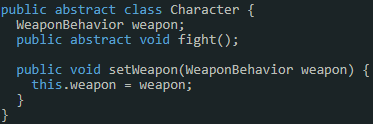 public abstract class Character {
  WeaponBehavior weapon;
  public abstract void fight();

  public void setWeapon(WeaponBehavior weapon) {
    this.weapon = weapon;
  }
}